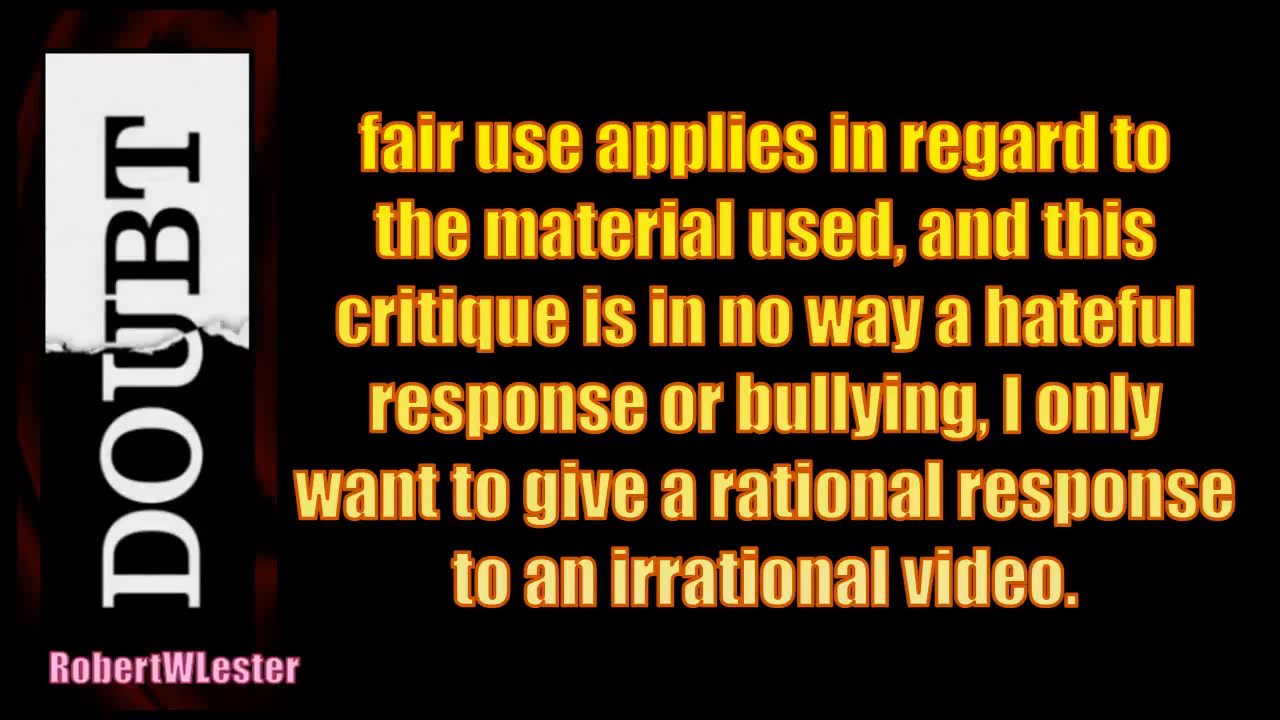 DOUBT
fair use applies in regard to
the material used, and this
critique is in no way a hateful
response or bullying, I only
want to give a rational response
to an irrational video.
RobertWLester